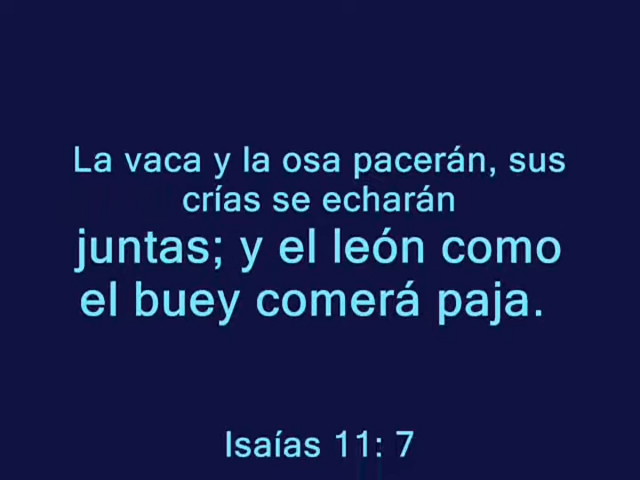 La vaca y la osa pacerán, sus
crías se echarán
juntas; y el león como
el buey comerá paja.
Isaías 11: 7